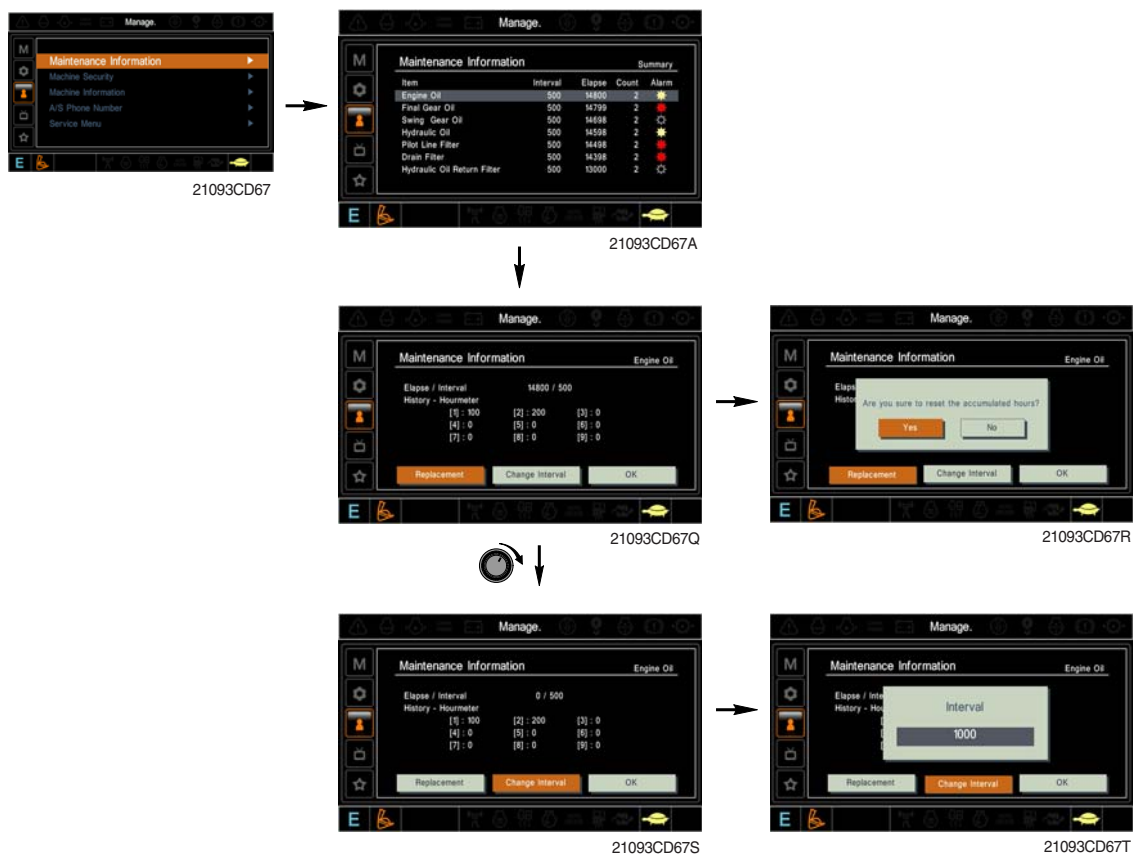 Manage.
M
Maintenance Information
Machine Security
Machine Information
A/S Phone Number
Service Menu
E
21093CD67
Manage.
M
Maintenance Information Summary
Item Interval Elapse Count Alarm
Engine Oil 500 14800 2
Final Gear Oil 500 14799 2
Swing Gear Oil 500 14698 2
Hydraulic Oil 500 14598 2
Pilot Line Filter 500 14498 2
Drain Filter 500 14398 2
Hydraulic Oil Return Filter 500 13000 2
E
21093CD67A
Manage.
M
Maintenance Information Engine Oil
Elapse / Interval 14800 / 500
History - Hourmeter
[1] : 100 [2] : 200 [3] : 0
[4] : 0 [5] : 0 [6] : 0
[7] : 0 [8] : 0 [9] : 0
Replacement Change Interval OK
E
21093CD67Q
Manage.
M
Maintenance Information Engine Oil
Elaps
Histor
Are you sure to reset the accumulated hours?
Yes No
Replacement Change Interval OK
E
21093CD67R
Manage.
M
Maintenance Information Engine Oil
Elapse / Interval 0 / 500
History - Hourmeter
[1] : 100 [2] : 200 [3] : 0
[4] : 0 [5] : 0 [6] : 0
[7] : 0 [8] : 0 [9] : 0
Replacement Change Interval OK
E
21093CD67S
Manage.
M
Maintenance Information Engine Oil
Elapse / Inte
History - Hou
Interval
1000
Replacement Change Interval OK
E
21093CD67T